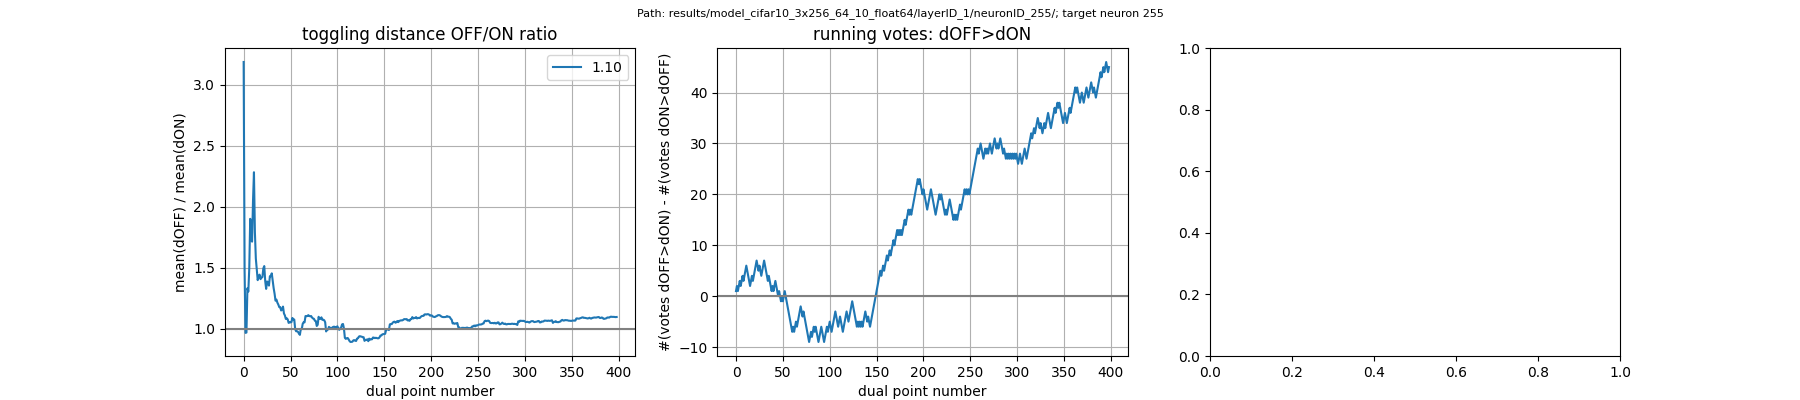 Path: results/model_cifar10_3x256_64_10_float64/layerID_1/neuronID_255/; target neuron 255
toggling distance OFF/ON ratio
mean(dOFF) / mean(dON)
3.0
2.5
2.0
1.5
1.0
1.10
0 50 100 150 200 250 300 350 400
dual point number
running votes: dOFF>dON
#(votes dOFF>dON) - #(votes dON>dOFF)
40
30
20
10
0
−10
0 50 100 150 200 250 300 350 400
dual point number
1.0
0.8
0.6
0.4
0.2
0.0
0.0 0.2 0.4 0.6 0.8 1.0